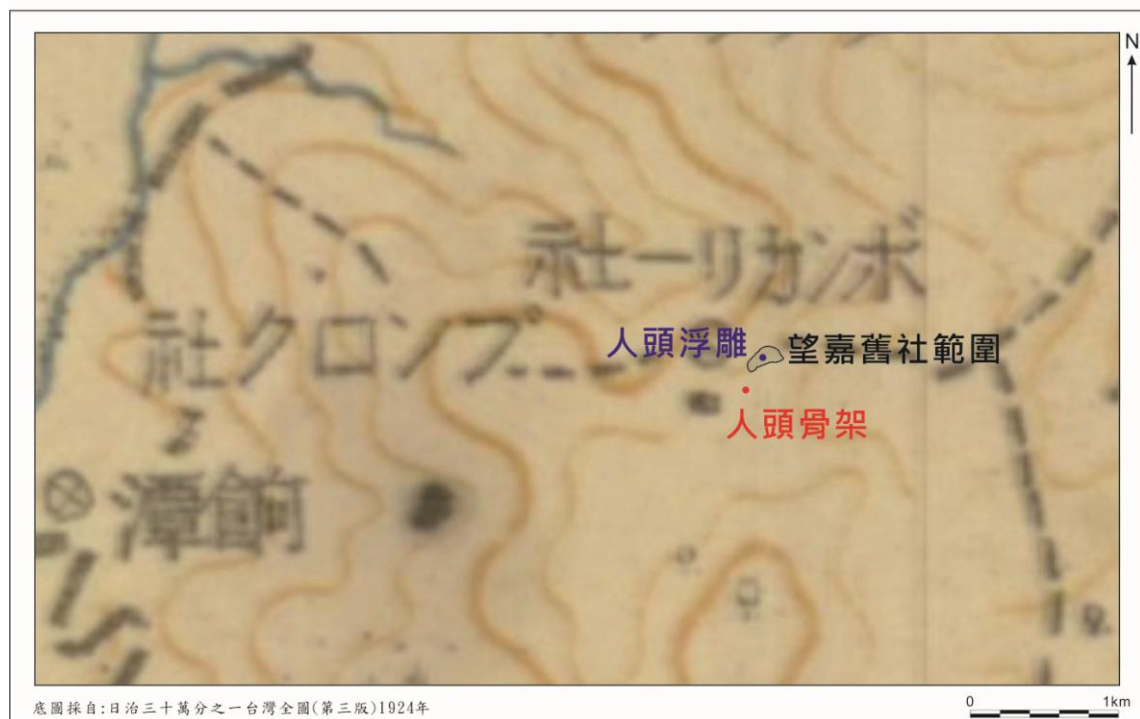 N
ボンカリー社
プンロク社
人頭浮雕
望嘉舊社範圍
人頭骨架
餉潭
底圖採自:日治三十萬分之一台灣全圖(第三版)1924年
0 1km